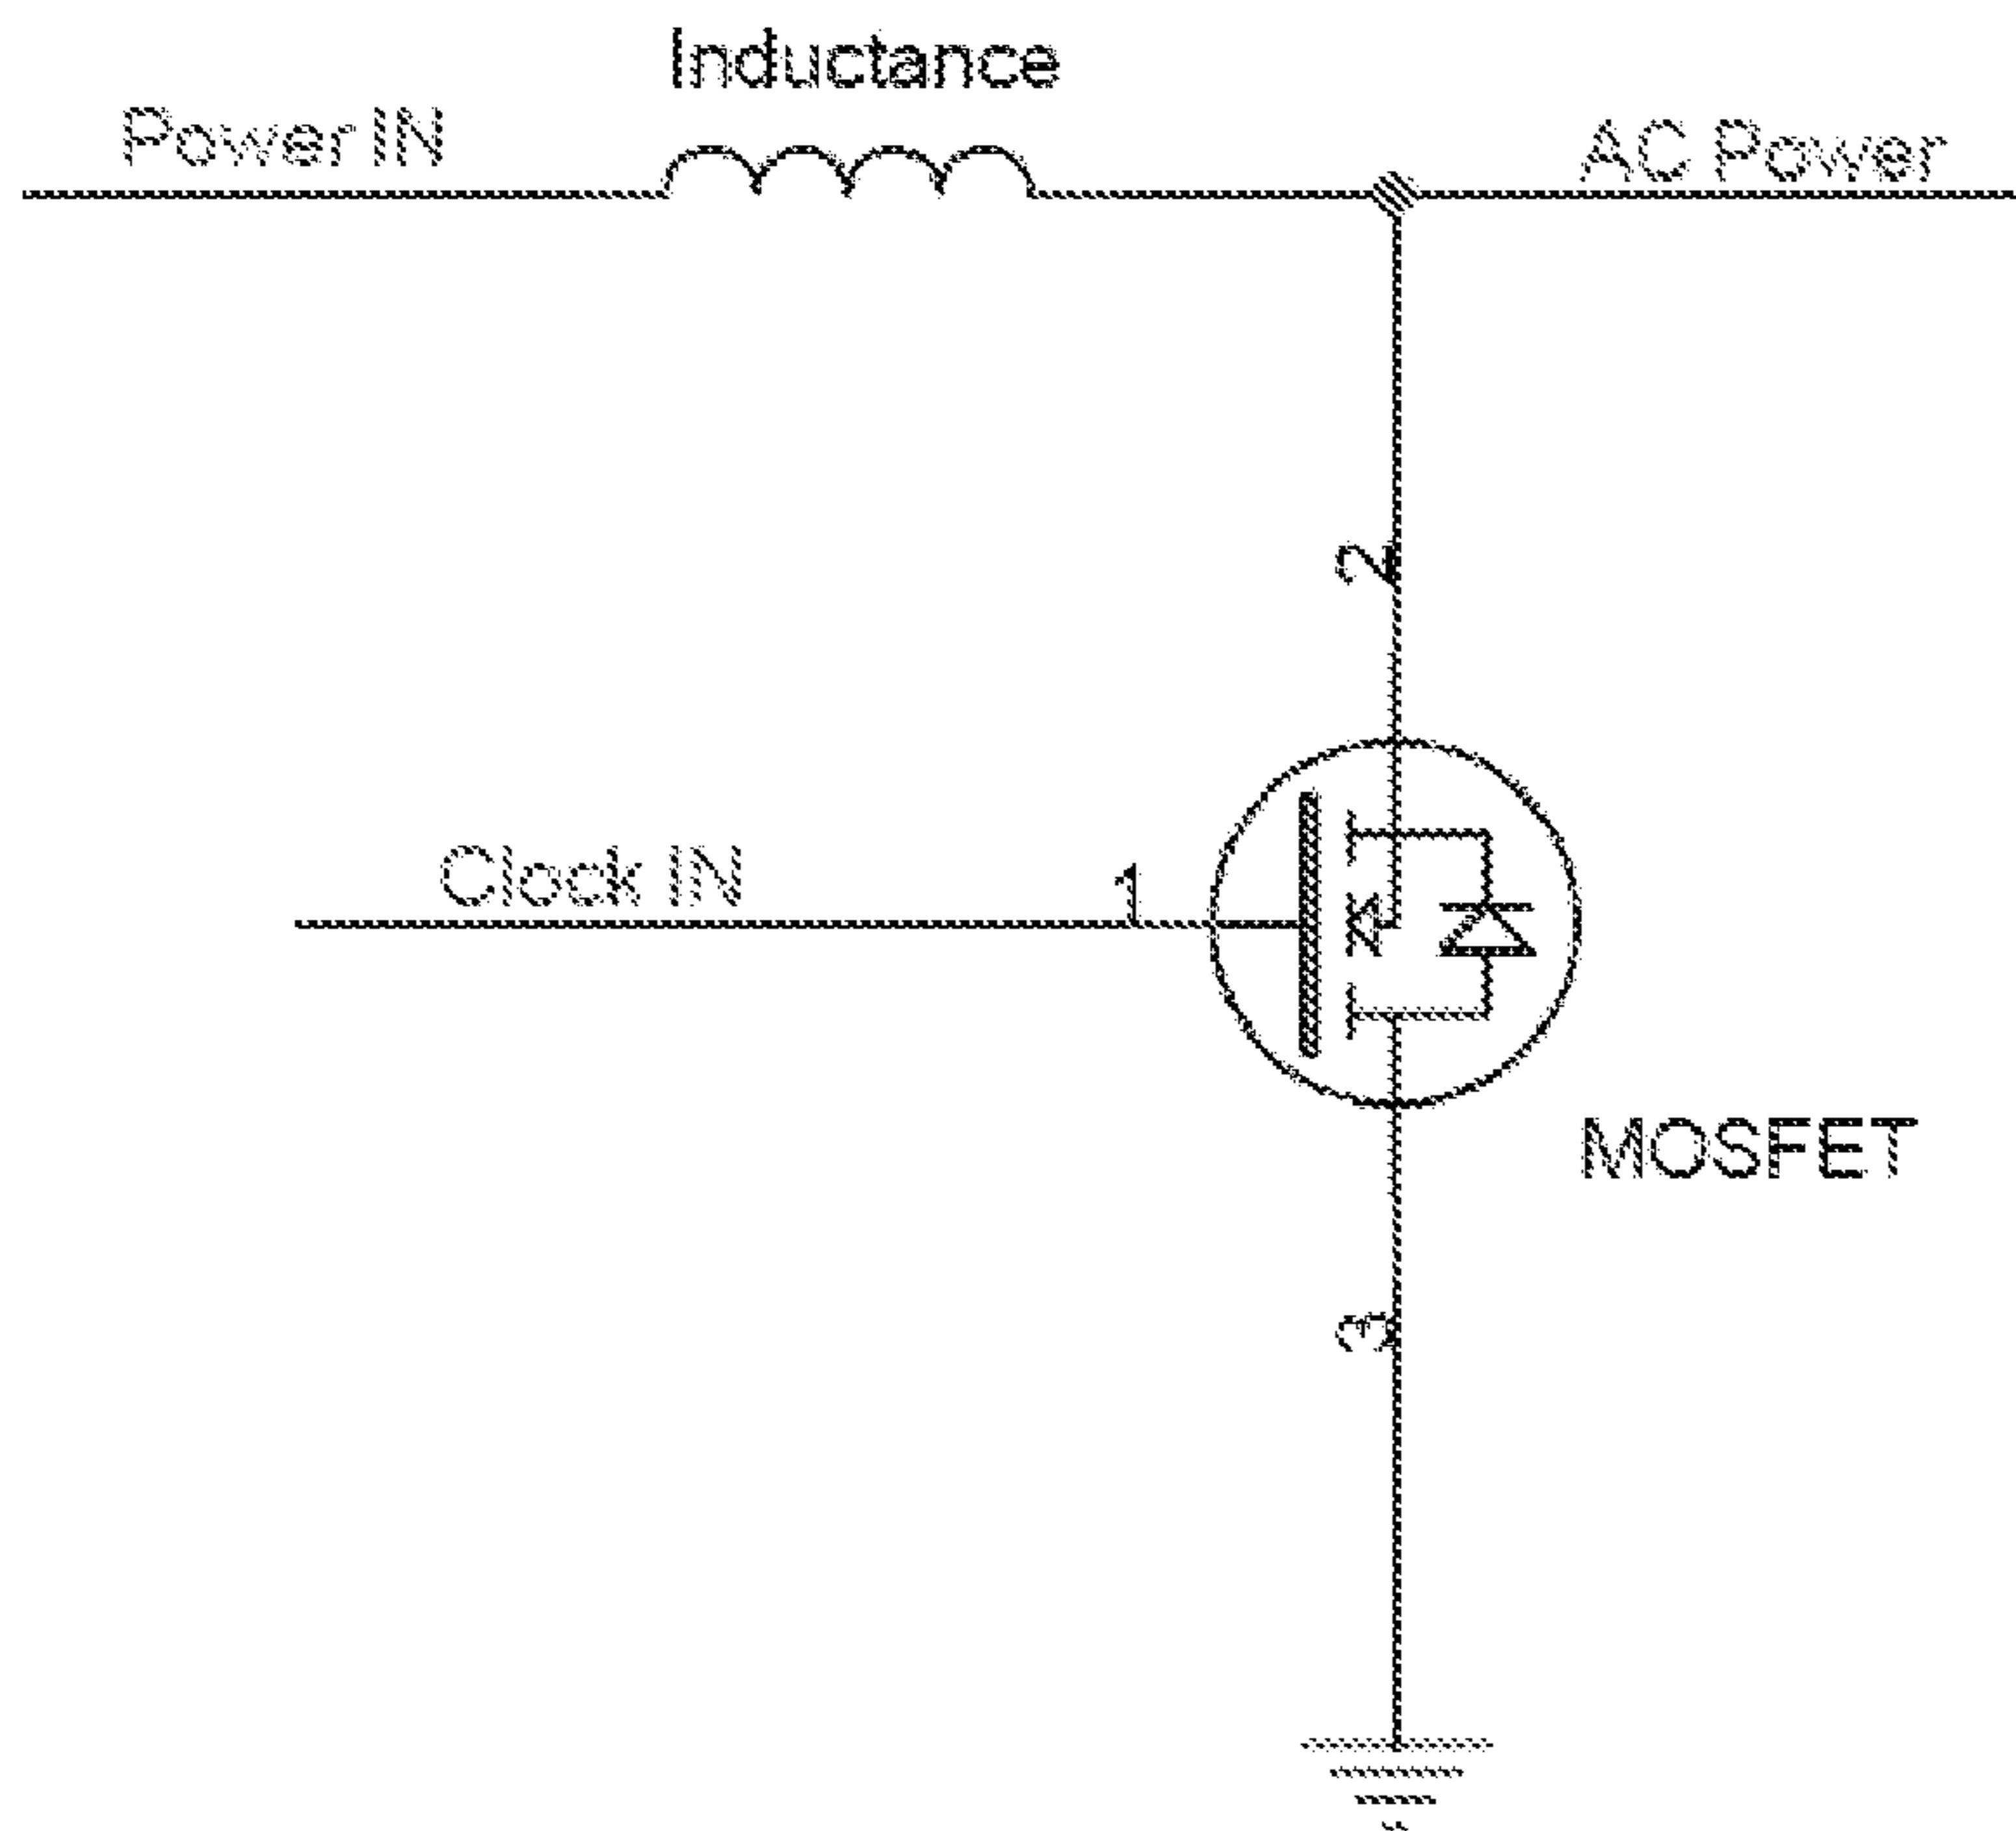 Inductance
Power IN
AC Power
2
Clock IN
1
MOSFET
3